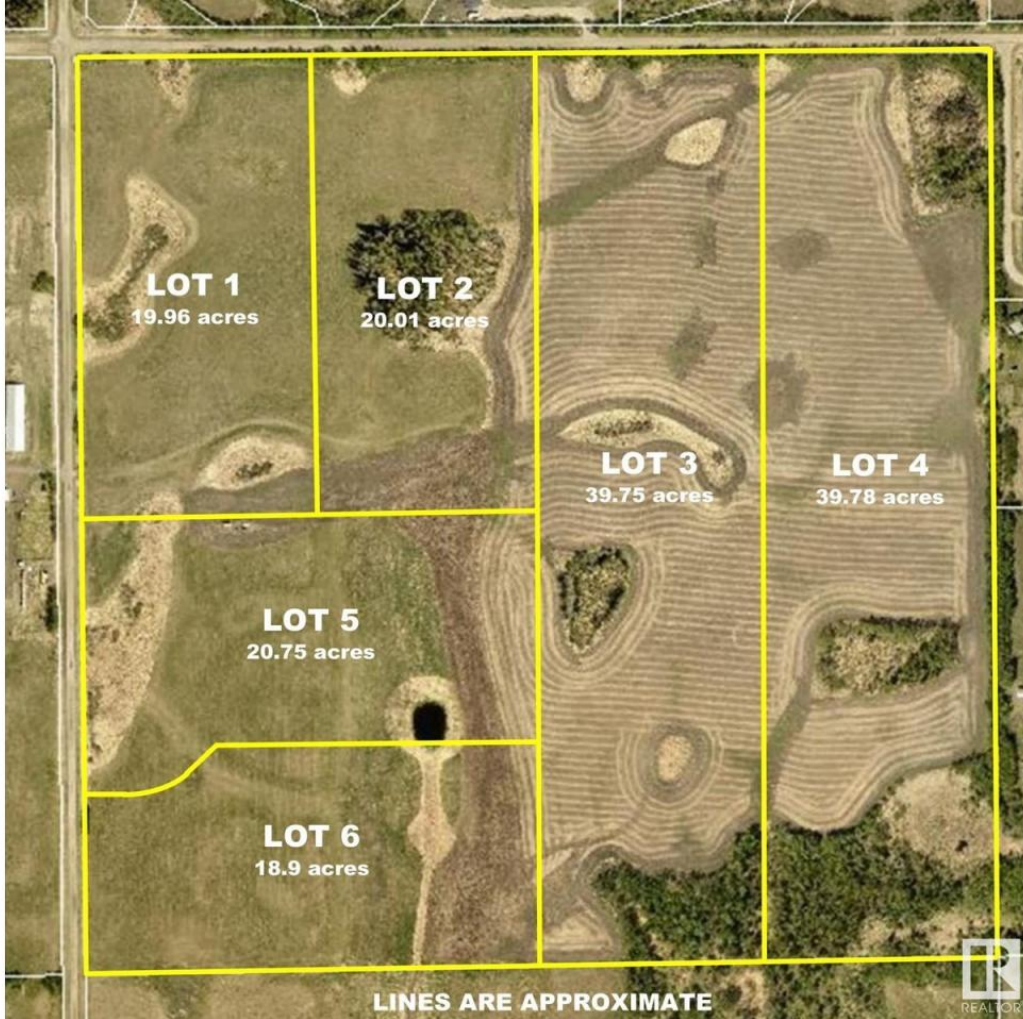 LOT 1
19.96 acres
LOT 2
20.01 acres
LOT 3
39.75 acres
LOT 4
39.78 acres
LOT 5
20.75 acres
LOT 6
18.9 acres
LINES ARE APPROXIMATE
R
REALTOR